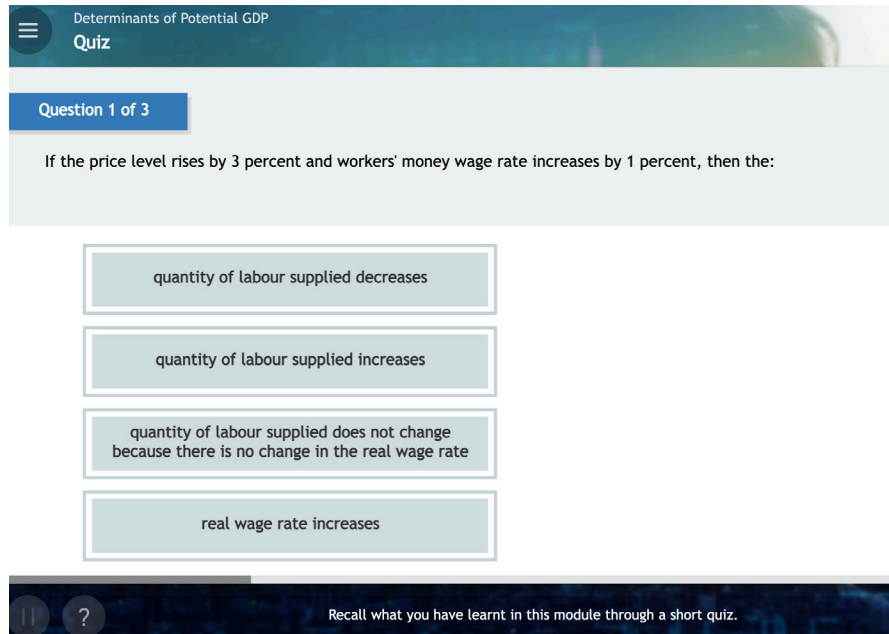 Determinants of Potential GDP
Quiz
Question 1 of 3
If the price level rises by 3 percent and workers' money wage rate increases by 1 percent, then the:
quantity of labour supplied decreases
quantity of labour supplied increases
quantity of labour supplied does not change
because there is no change in the real wage rate
real wage rate increases
?
Recall what you have learnt in this module through a short quiz.